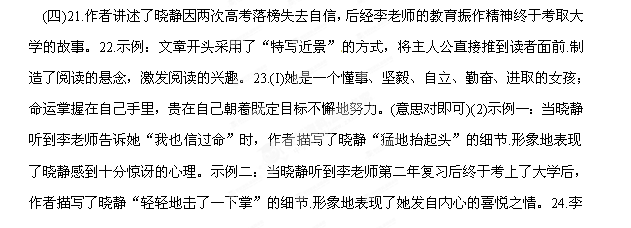 (四)21.作者讲述了晓静因两次高考落榜失去自信，后经李老师的教育振作精神终于考取大
学的故事。22.示例：文章开头采用了“特写近景”的方式，将主人公直接推到读者面前.制
造了阅读的悬念，激发阅读的兴趣。23.(I)她是一个懂事、坚毅、自立、勤奋、进取的女孩；
命运掌握在自己手里，贵在自己朝着既定目标不懈地努力。(意思对即可)(2)示例一：当晓静
听到李老师告诉她“我也信过命”时，作者描写了晓静“猛地抬起头”的细节.形象地表现
了晓静感到十分惊讶的心理。示例二：当晓静听到李老师第二年复习后终于考上了大学后，
作者描写了晓静“轻轻地击了一下掌”的细节.形象地表现了她发自内心的喜悦之情。24.李